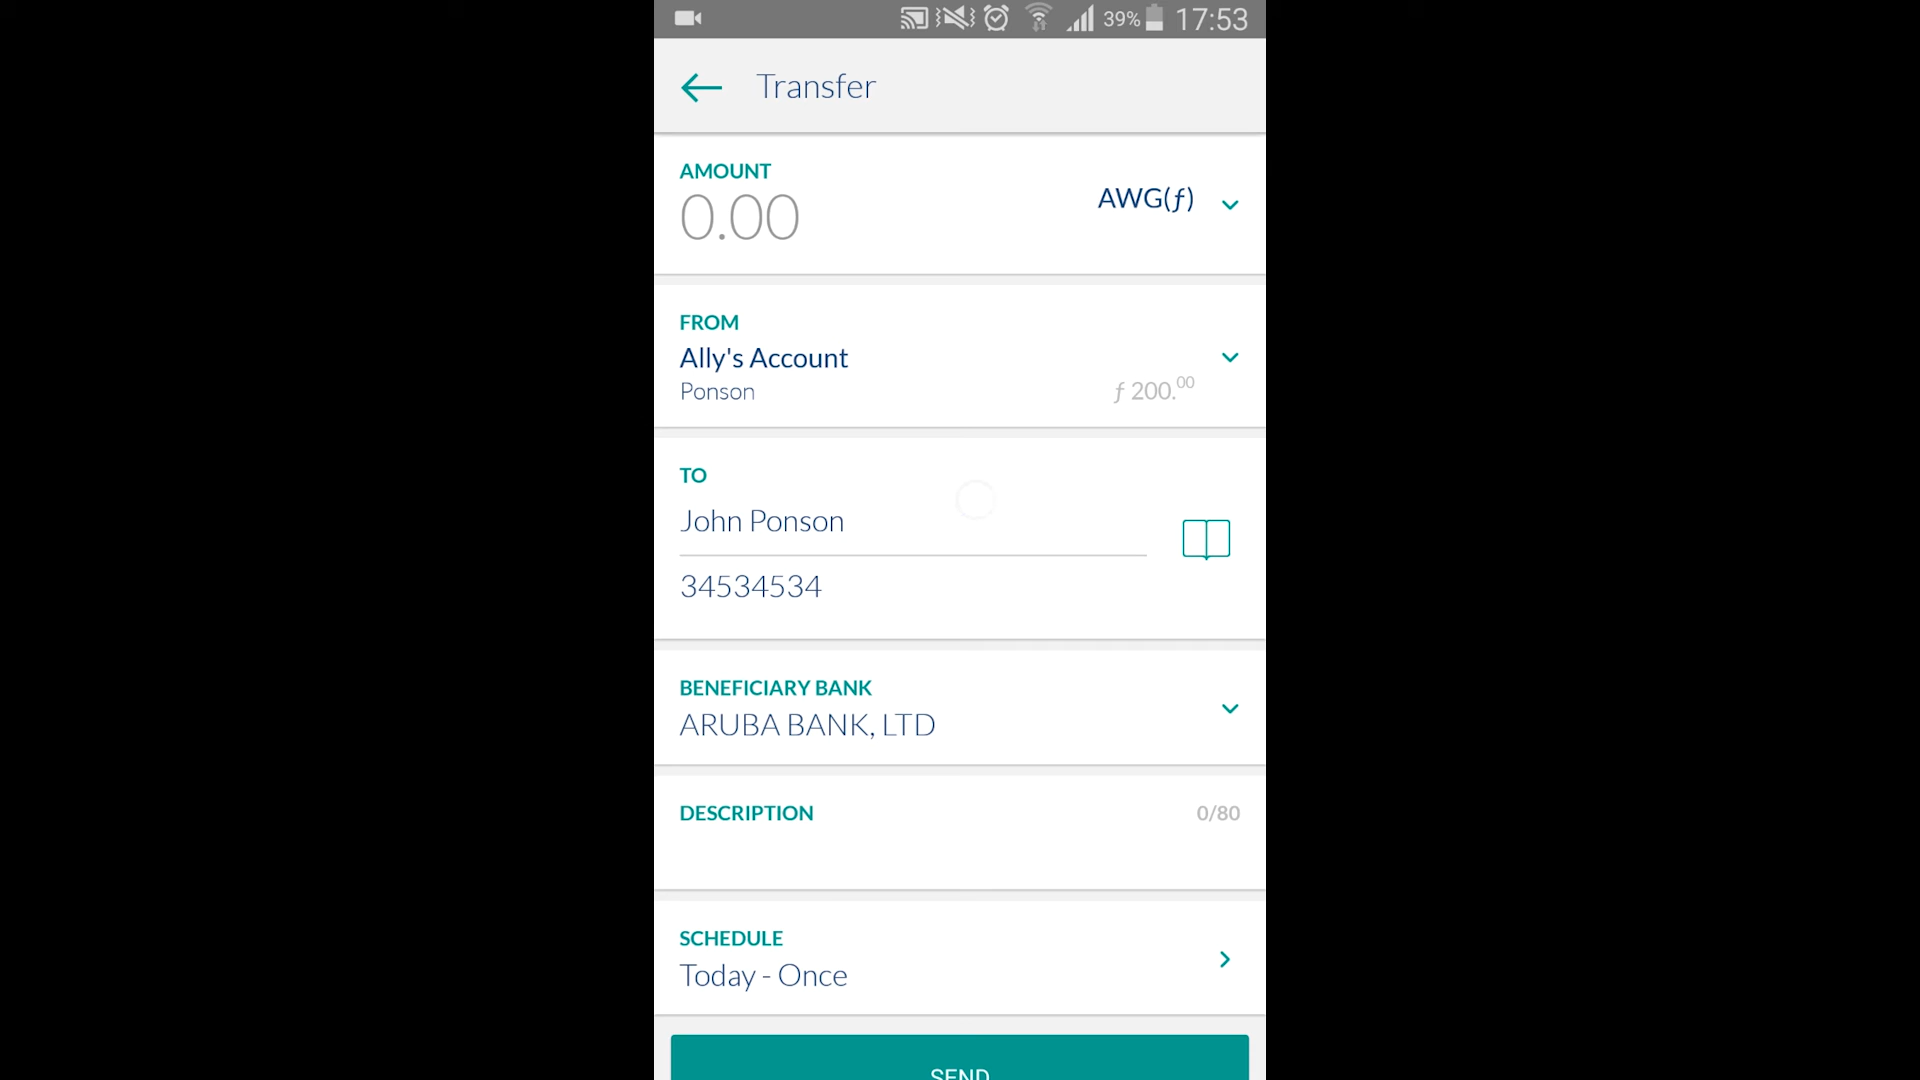 39% 17:53
Transfer
AMOUNT
0.00 AWG(ƒ)
FROM
Ally's Account
Ponson ƒ 200.00
TO
John Ponson
34534534
BENEFICIARY BANK
ARUBA BANK, LTD
DESCRIPTION 0/80
SCHEDULE
Today - Once
SEND